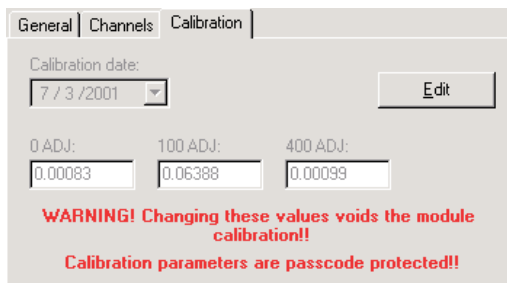 General Channels Calibration
Calibration date:
7 / 3 /2001
Edit
0 ADJ: 100 ADJ: 400 ADJ:
0.00083 0.06388 0.00099
WARNING! Changing these values voids the module
calibration!!
Calibration parameters are passcode protected!!